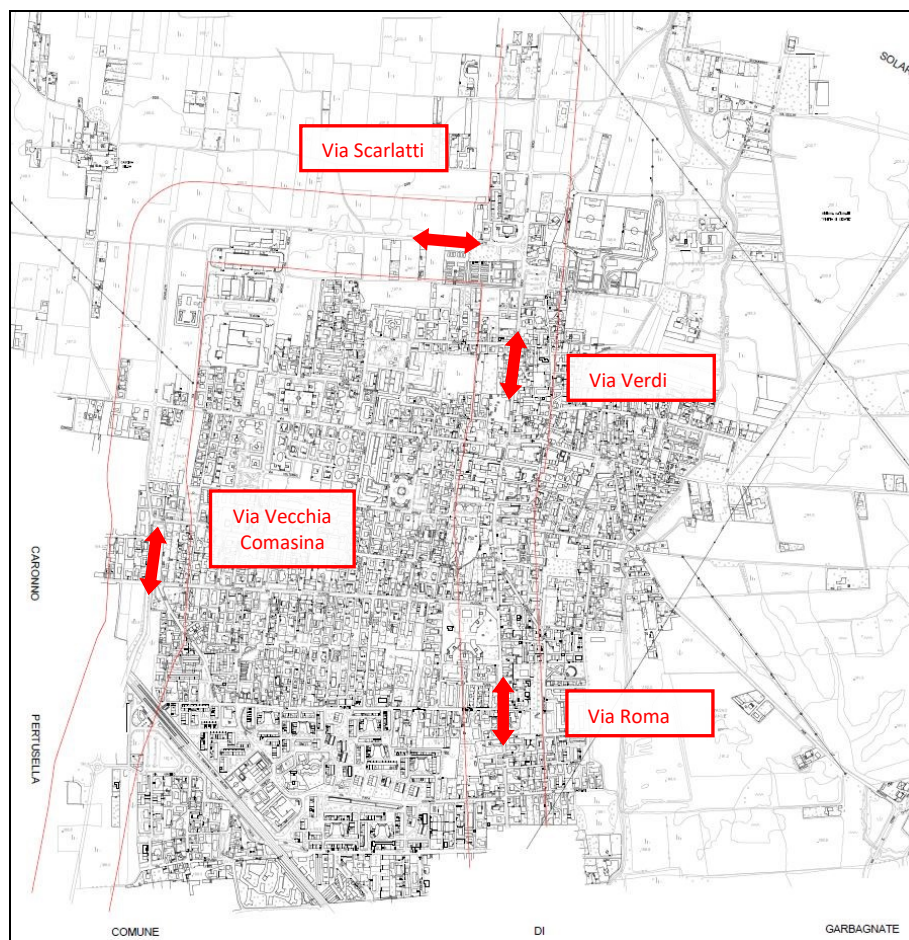 SOLAR
Via Scarlatti
Via Verdi
Via Vecchia
Comasina
CARONNO
Via Roma
PERTUSELLA
COMUNE
DI
GARBAGNATE